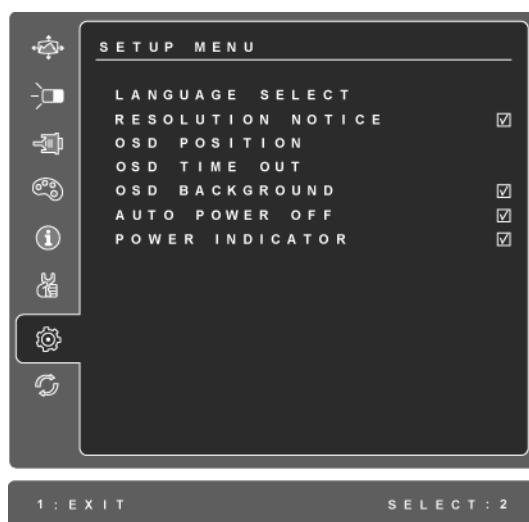 SETUP MENU
LANGUAGE SELECT
RESOLUTION NOTICE ☑
OSD POSITION
OSD TIME OUT
OSD BACKGROUND ☑
AUTO POWER OFF ☑
POWER INDICATOR ☑
1:EXIT SELECT:2